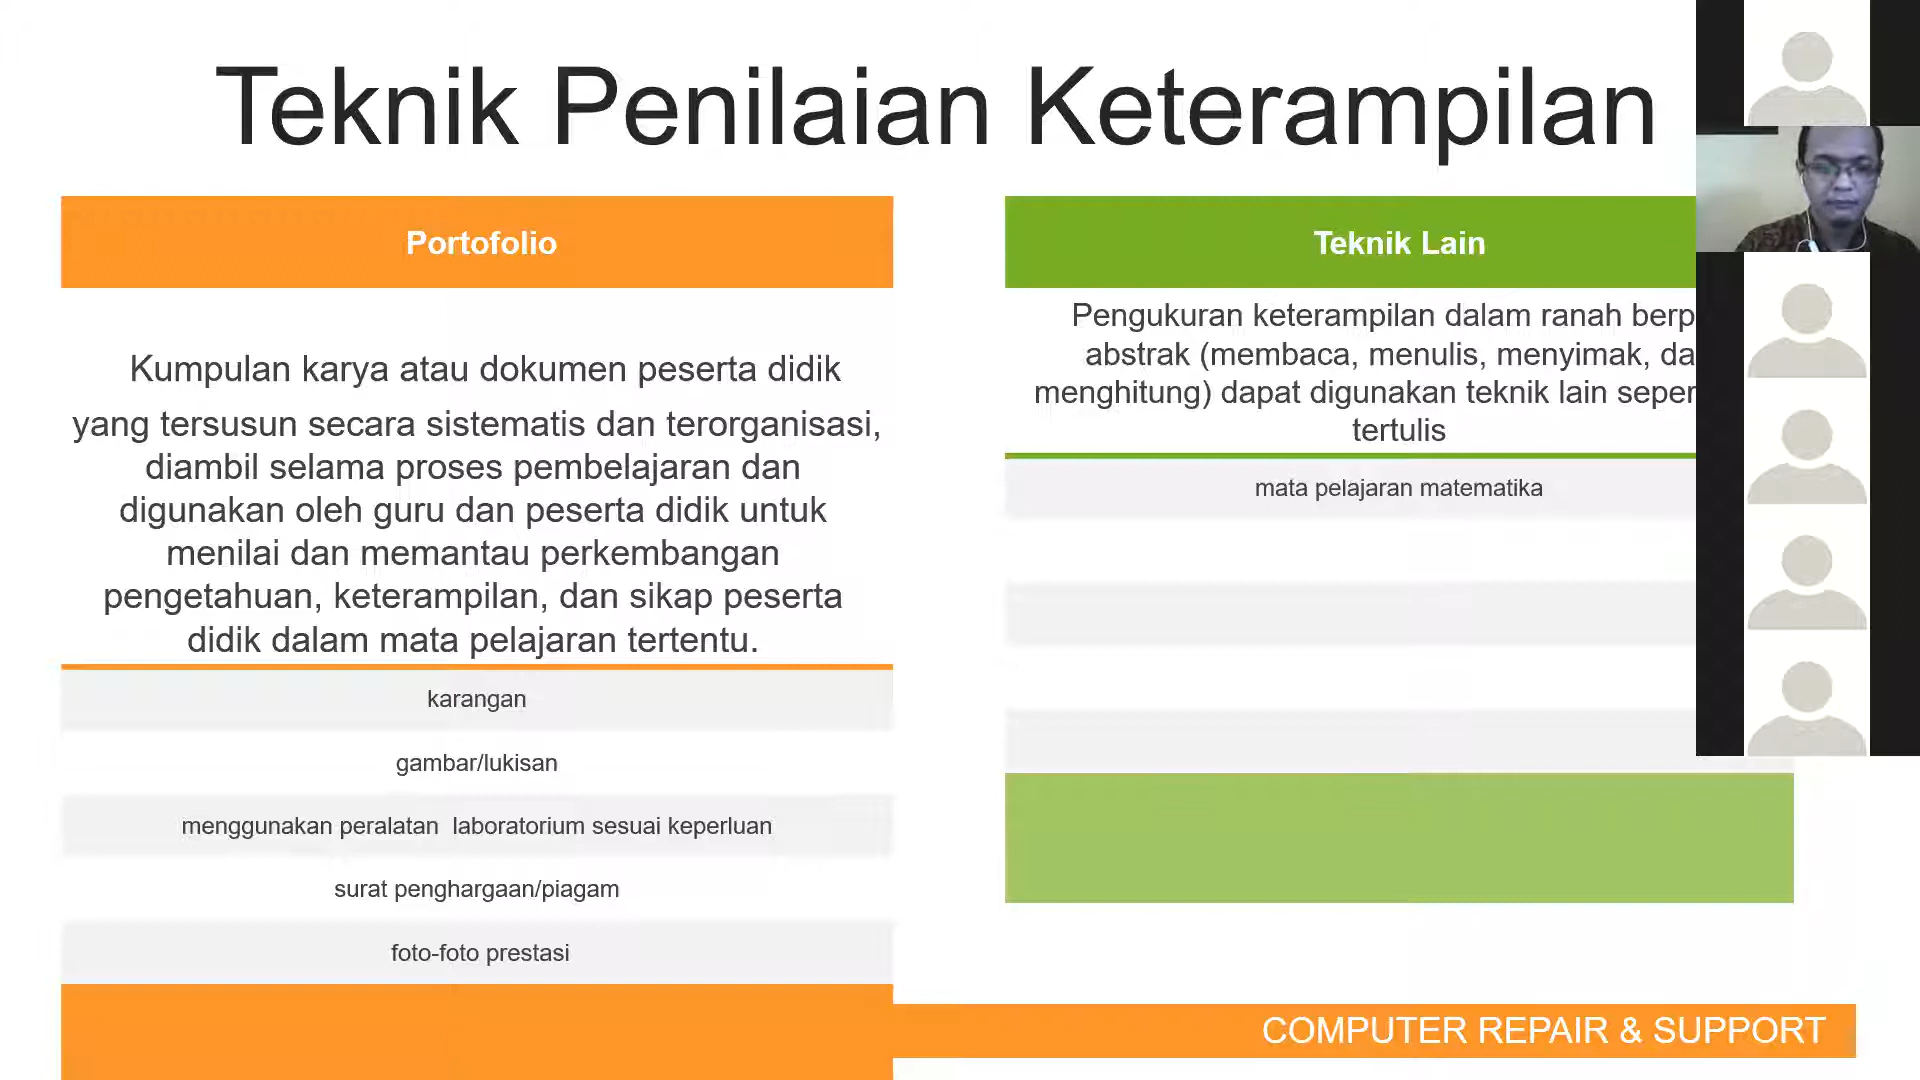 Teknik Penilaian Keterampilan
Portofolio
Kumpulan karya atau dokumen peserta didik
yang tersusun secara sistematis dan terorganisasi,
diambil selama proses pembelajaran dan
digunakan oleh guru dan peserta didik untuk
menilai dan memantau perkembangan
pengetahuan, keterampilan, dan sikap peserta
didik dalam mata pelajaran tertentu.
karangan
gambar/lukisan
menggunakan peralatan laboratorium sesuai keperluan
surat penghargaan/piagam
foto-foto prestasi
Teknik Lain
Pengukuran keterampilan dalam ranah
abstrak (membaca, menulis, menyimak,
menghitung) dapat digunakan teknik lain
tertulis
mata pelajaran matematika
COMPUTER REPAIR & SUPPORT